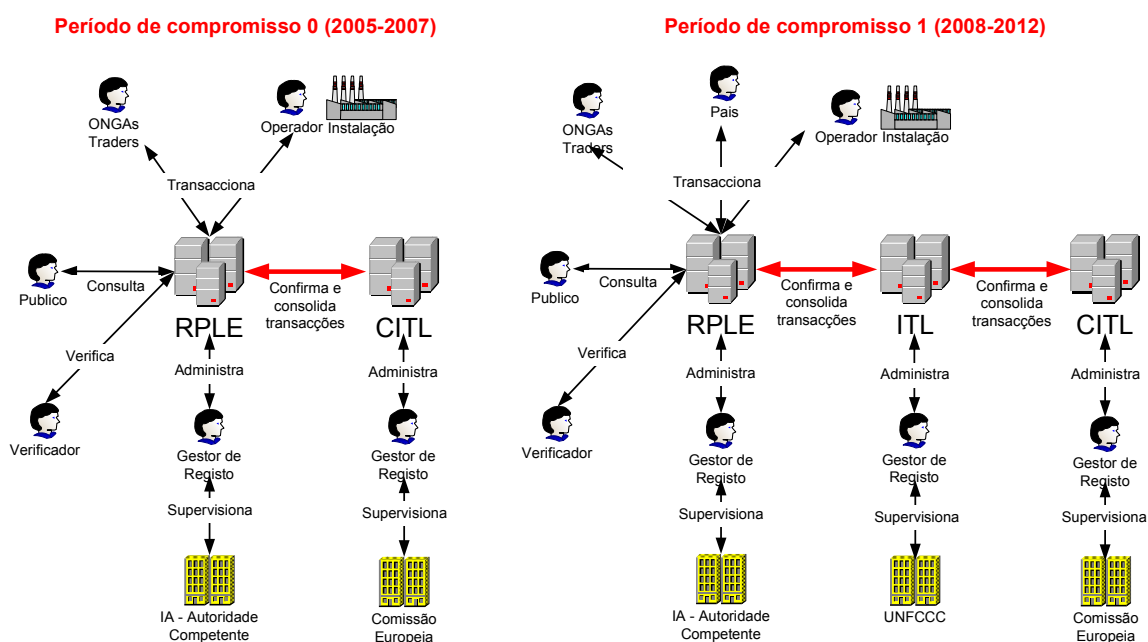 Período de compromisso 0 (2005-2007)
ONGAs
Traders
Operador
Instalação
Transacciona
Publico
Consulta
Confirma e
consolida
transacções
RPLE
CITL
Verifica
Verificador
Administra
Administra
Gestor de
Registo
Gestor de
Registo
Supervisiona
Supervisiona
IA - Autoridade
Competente
Comissão
Europeia
Período de compromisso 1 (2008-2012)
ONGAs
Traders
Pais
Operador
Instalação
Transacciona
Publico
Consulta
Confirma e
consolida
transacções
Confirma e
consolida
transacções
RPLE
ITL
CITL
Verifica
Verificador
Administra
Administra
Administra
Gestor de
Registo
Gestor de
Registo
Gestor de
Registo
Supervisiona
Supervisiona
Supervisiona
IA - Autoridade
Competente
UNFCCC
Comissão
Europeia